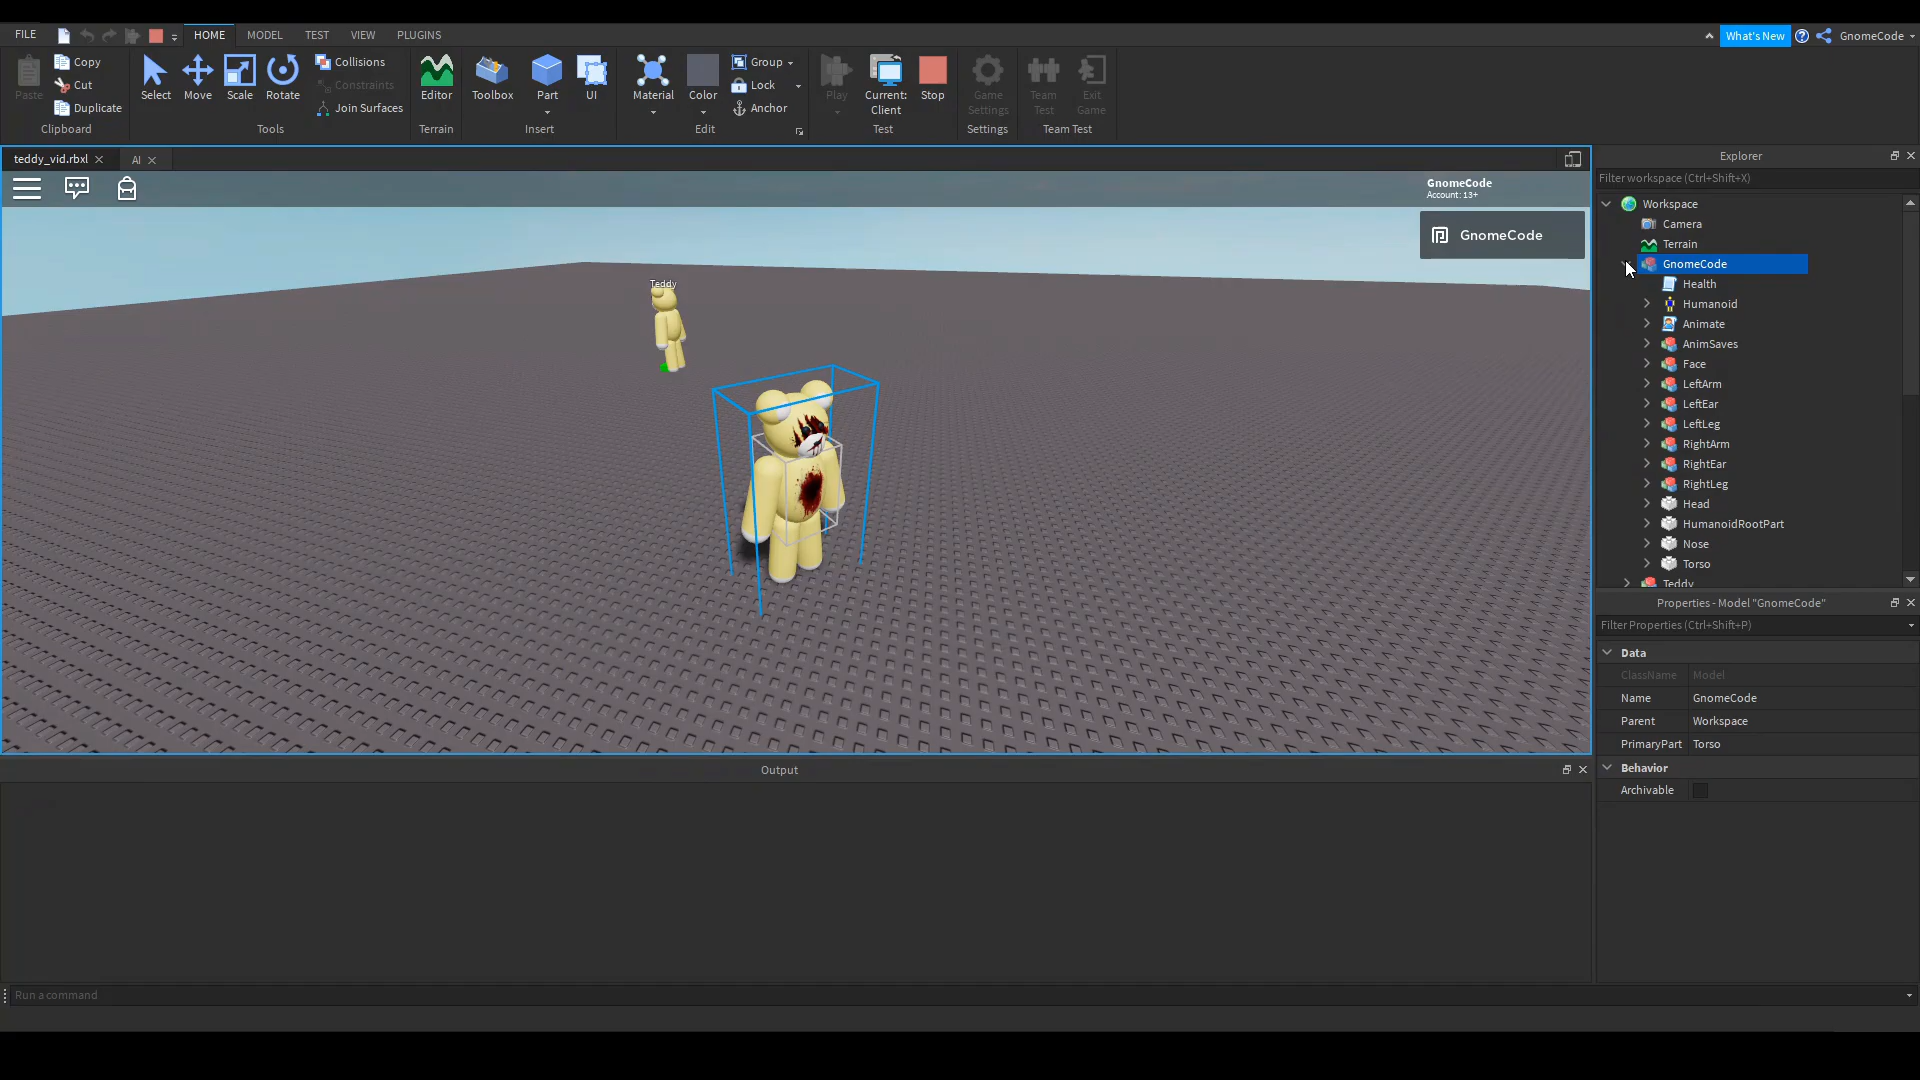 FILE
HOME
MODEL
TEST
VIEW
PLUGINS
What's New
GnomeCode
Paste
Copy
Cut
Duplicate
Clipboard
Select
Move
Scale
Rotate
Collisions
Constraints
Join Surfaces
Tools
Editor
Terrain
Toolbox
Part
UI
Insert
Material
Color
Group
Lock
Anchor
Edit
Play
Current:
Client
Stop
Test
Game
Settings
Settings
Team
Test
Exit
Game
Team Test
teddy_vid.rbxl
AI
GnomeCode
Account: 13+
GnomeCode
Teddy
Explorer
Filter workspace (Ctrl+Shift+X)
Workspace
Camera
Terrain
GnomeCode
Health
Humanoid
Animate
AnimSaves
Face
LeftArm
LeftEar
LeftLeg
RightArm
RightEar
RightLeg
Head
HumanoidRootPart
Nose
Torso
Teddy
Properties - Model "GnomeCode"
Filter Properties (Ctrl+Shift+P)
Data
ClassName Model
Name GnomeCode
Parent Workspace
PrimaryPart Torso
Behavior
Archivable
Output
Run a command